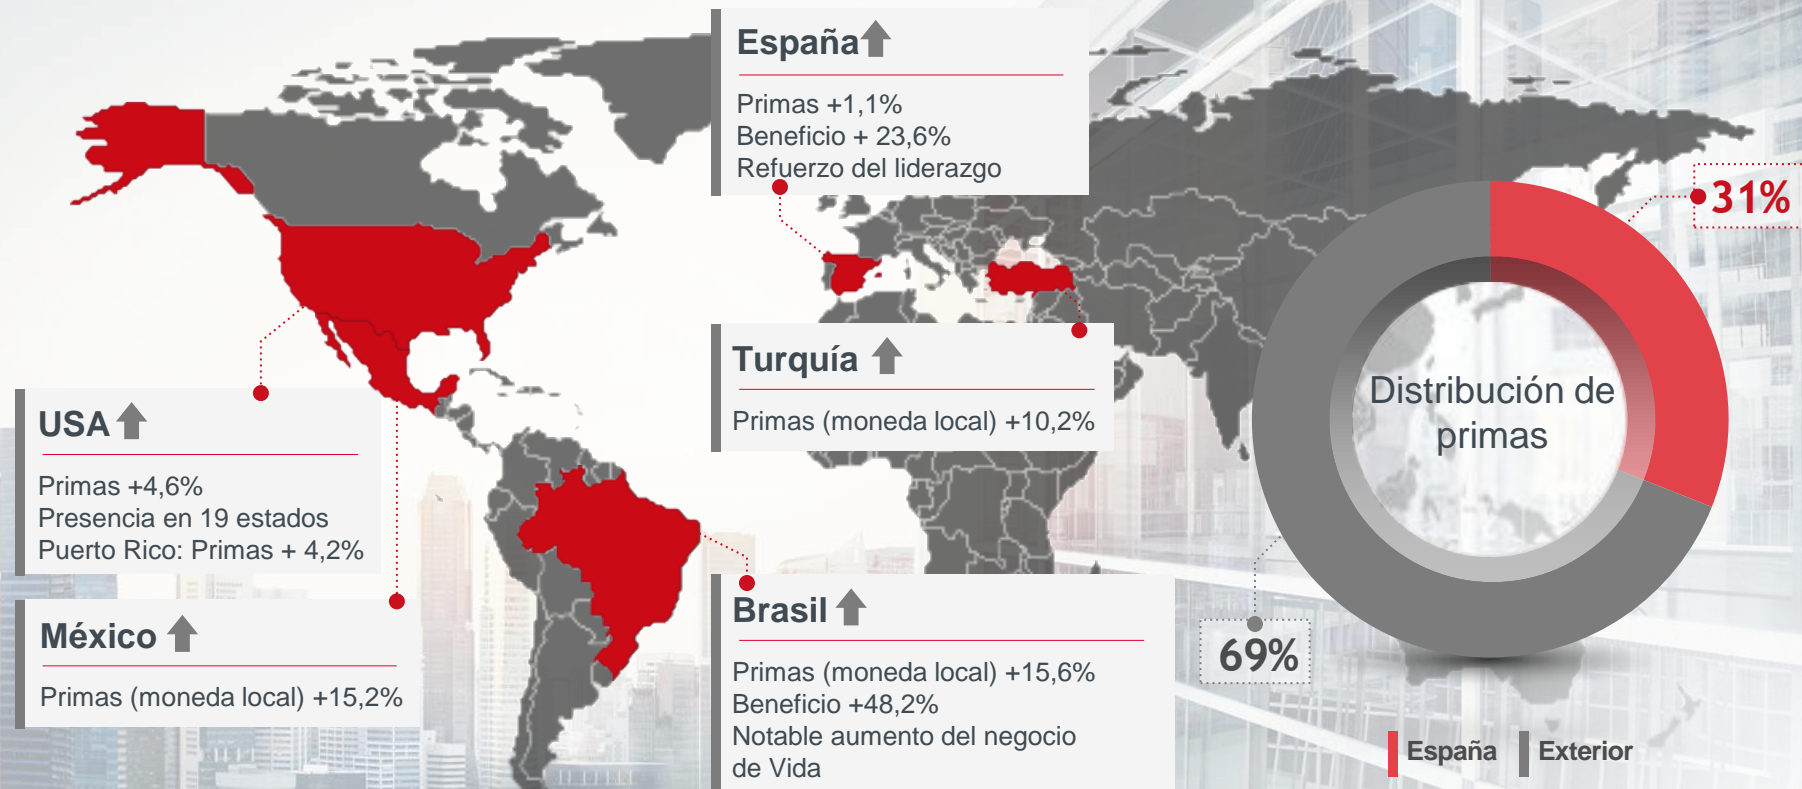 España
Primas +1,1%
Beneficio + 23,6%
Refuerzo del liderazgo
31%
Turquía
Primas (moneda local) +10,2%
Distribución de
primas
USA
Primas +4,6%
Presencia en 19 estados
Puerto Rico: Primas + 4,2%
México
Primas (moneda local) +15,2%
Brasil
Primas (moneda local) +15,6%
Beneficio +48,2%
Notable aumento del negocio
de Vida
69%
España
Exterior